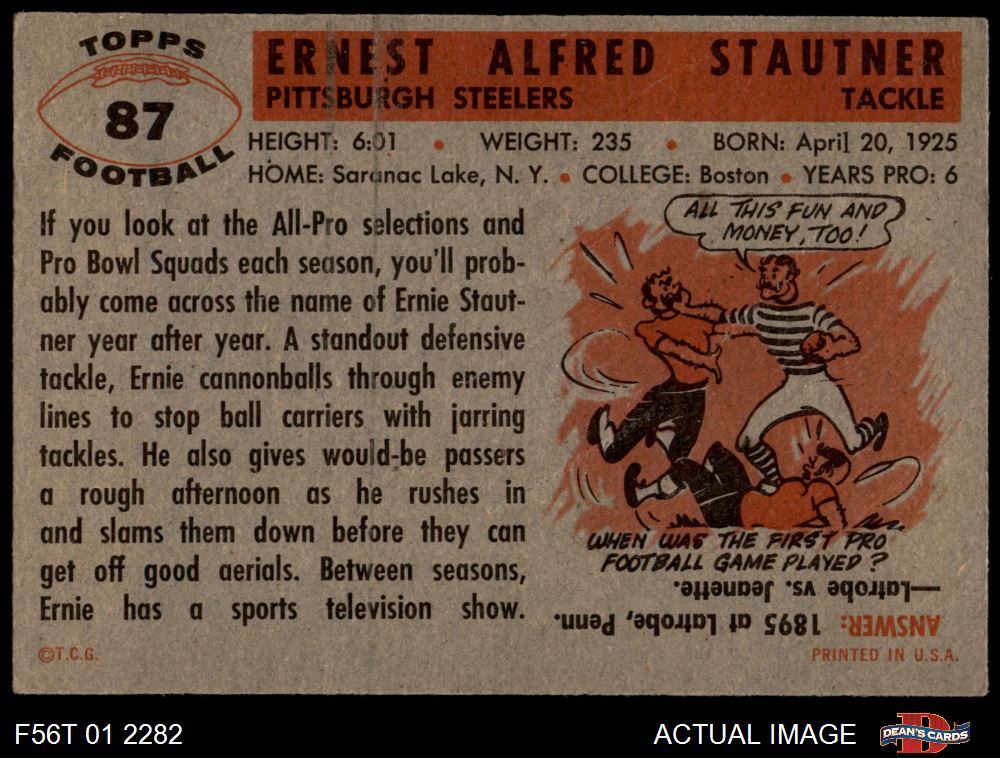 TOPPS
87
FOOTBALL
ERNEST ALFRED STAUTNER
PITTSBURGH STEELERS TACKLE
HEIGHT: 6:01 • WEIGHT: 235 • BORN: April 20, 1925
HOME: Saranac Lake, N. Y. • COLLEGE: Boston • YEARS PRO: 6
If you look at the All-Pro selections and
Pro Bowl Squads each season, you'll prob-
ably come across the name of Ernie Staut-
ner year after year. A standout defensive
tackle, Ernie cannonballs through enemy
lines to stop ball carriers with jarring
tackles. He also gives would-be passers
a rough afternoon as he rushes in
and slams them down before they can
get off good aerials. Between seasons,
Ernie has a sports television show.
ALL THIS FUN AND
MONEY, TOO!
WHEN WAS THE FIRST PRO
FOOTBALL GAME PLAYED?
ANSWER: 1895 at Latrobe, Penn.
—Latrobe vs. Jeanette.
©T.C.G.
PRINTED IN U.S.A.
F56T 01 2282
ACTUAL IMAGE
D
DEAN'S CARDS